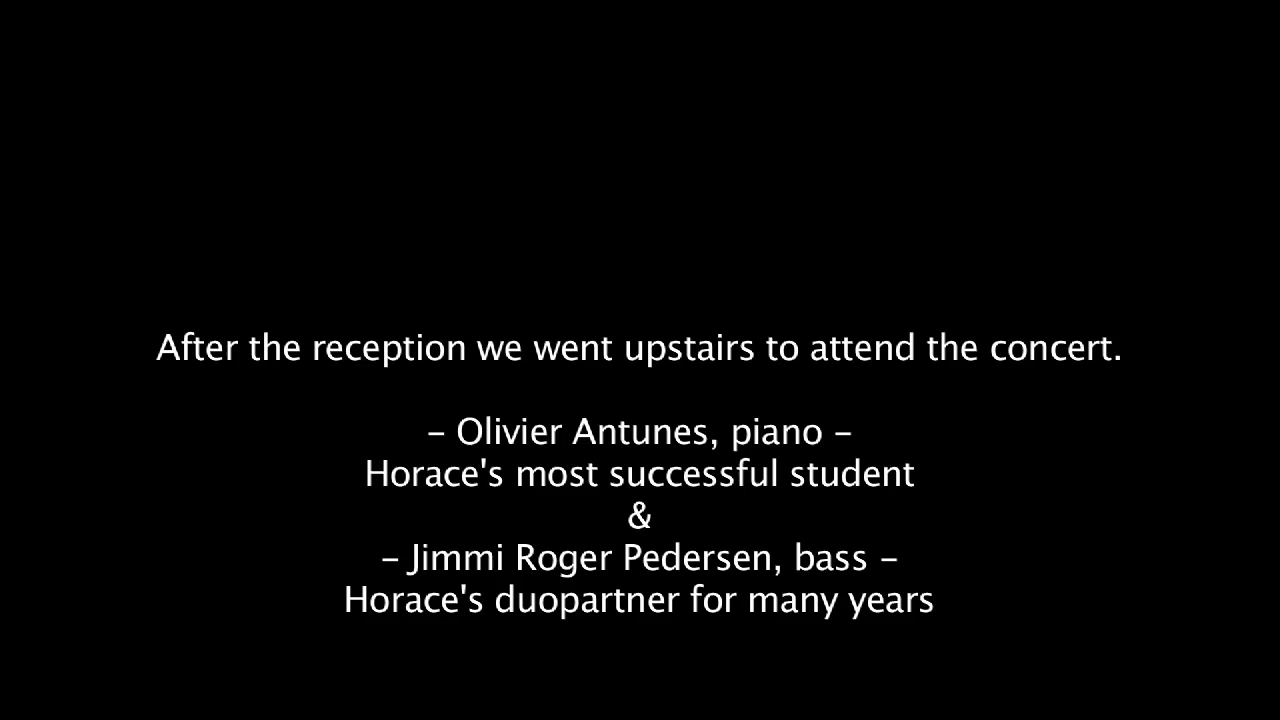 After the reception we went upstairs to attend the concert.
– Olivier Antunes, piano –
Horace's most successful student
&
– Jimmi Roger Pedersen, bass –
Horace's duopartner for many years